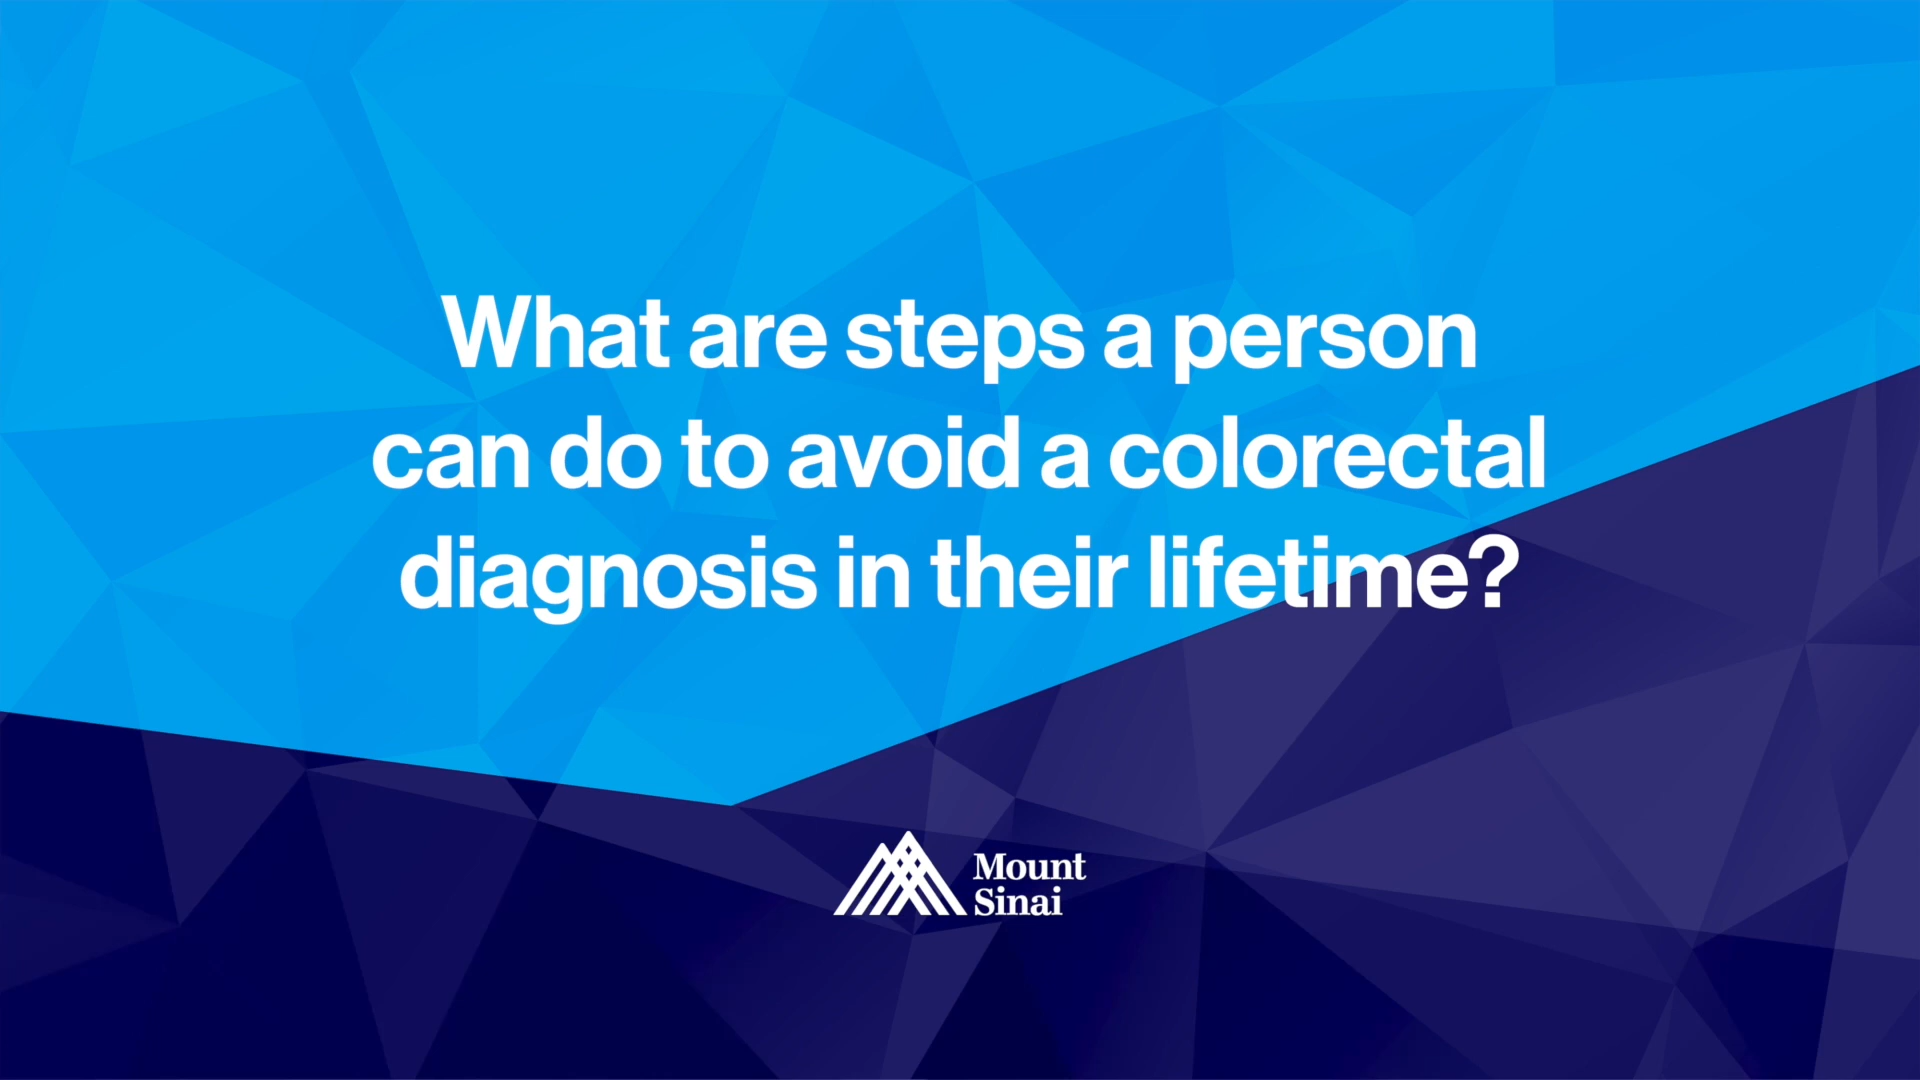 What are steps a person
can do to avoid a colorectal
diagnosis in their lifetime?
Mount
Sinai